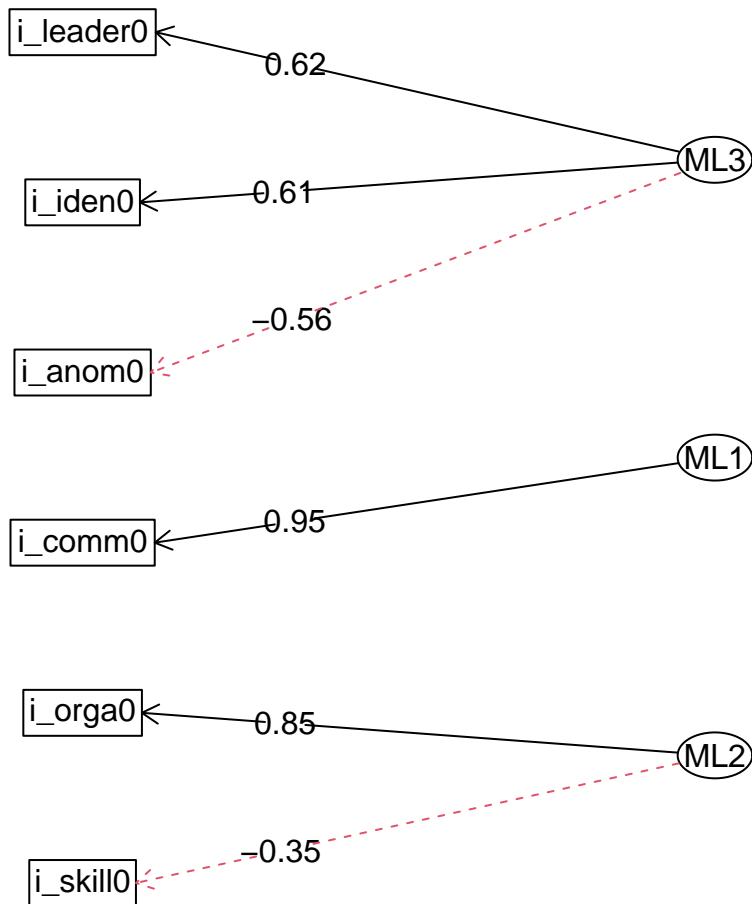 i_leader0
0.62
ML3
i_iden0
0.61
−0.56
i_anom0
ML1
0.95
i_comm0
i_orga0
0.85
ML2
−0.35
i_skill0